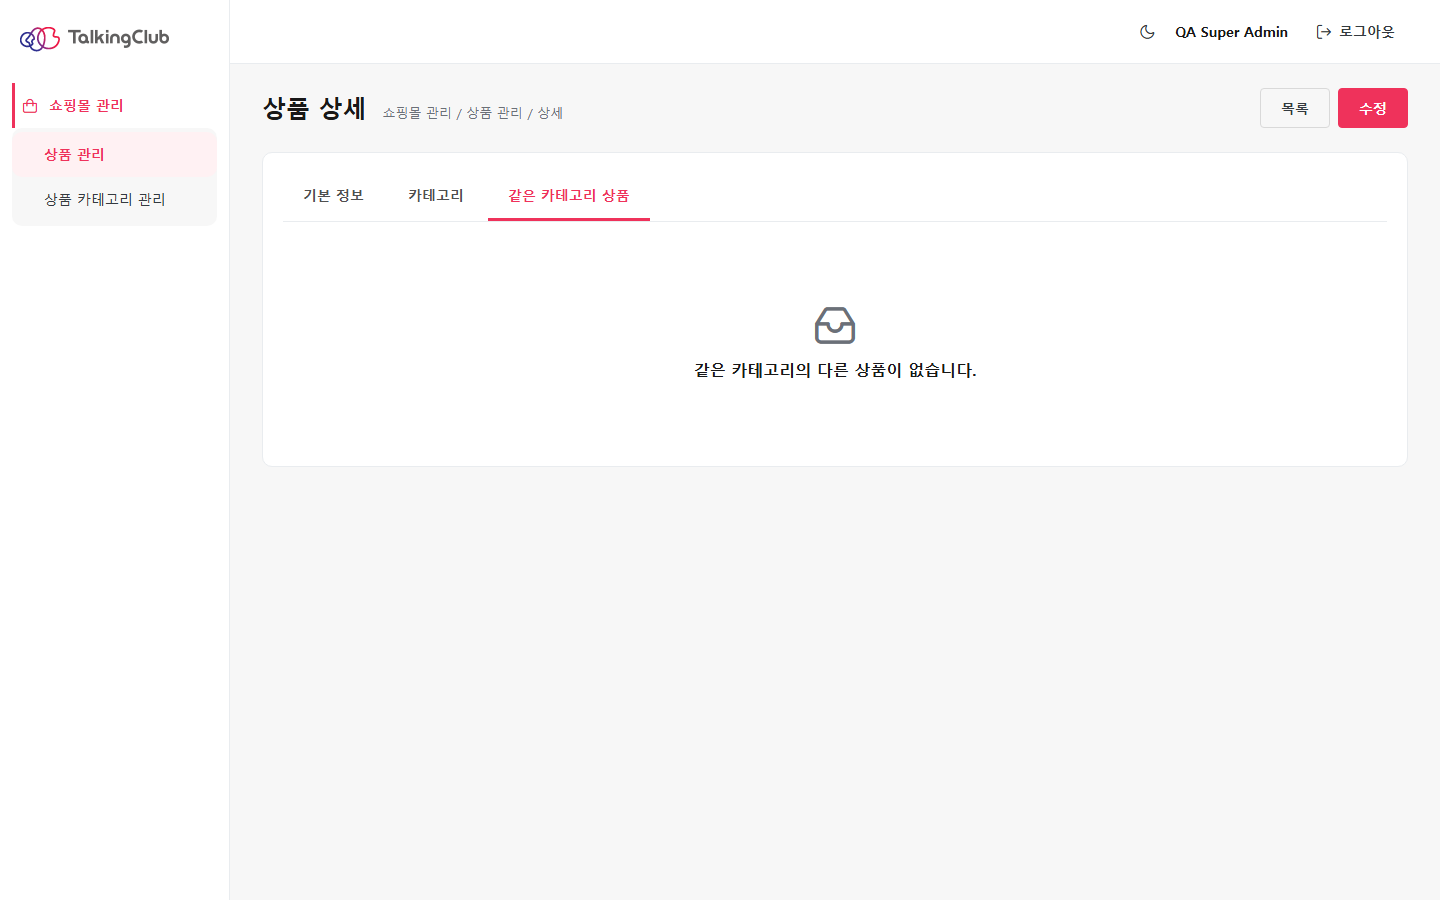 TalkingClub
QA Super Admin
로그아웃
쇼핑몰 관리
상품 관리
상품 카테고리 관리
상품 상세
쇼핑몰 관리 / 상품 관리 / 상세
목록
수정
기본 정보
카테고리
같은 카테고리 상품
같은 카테고리의 다른 상품이 없습니다.